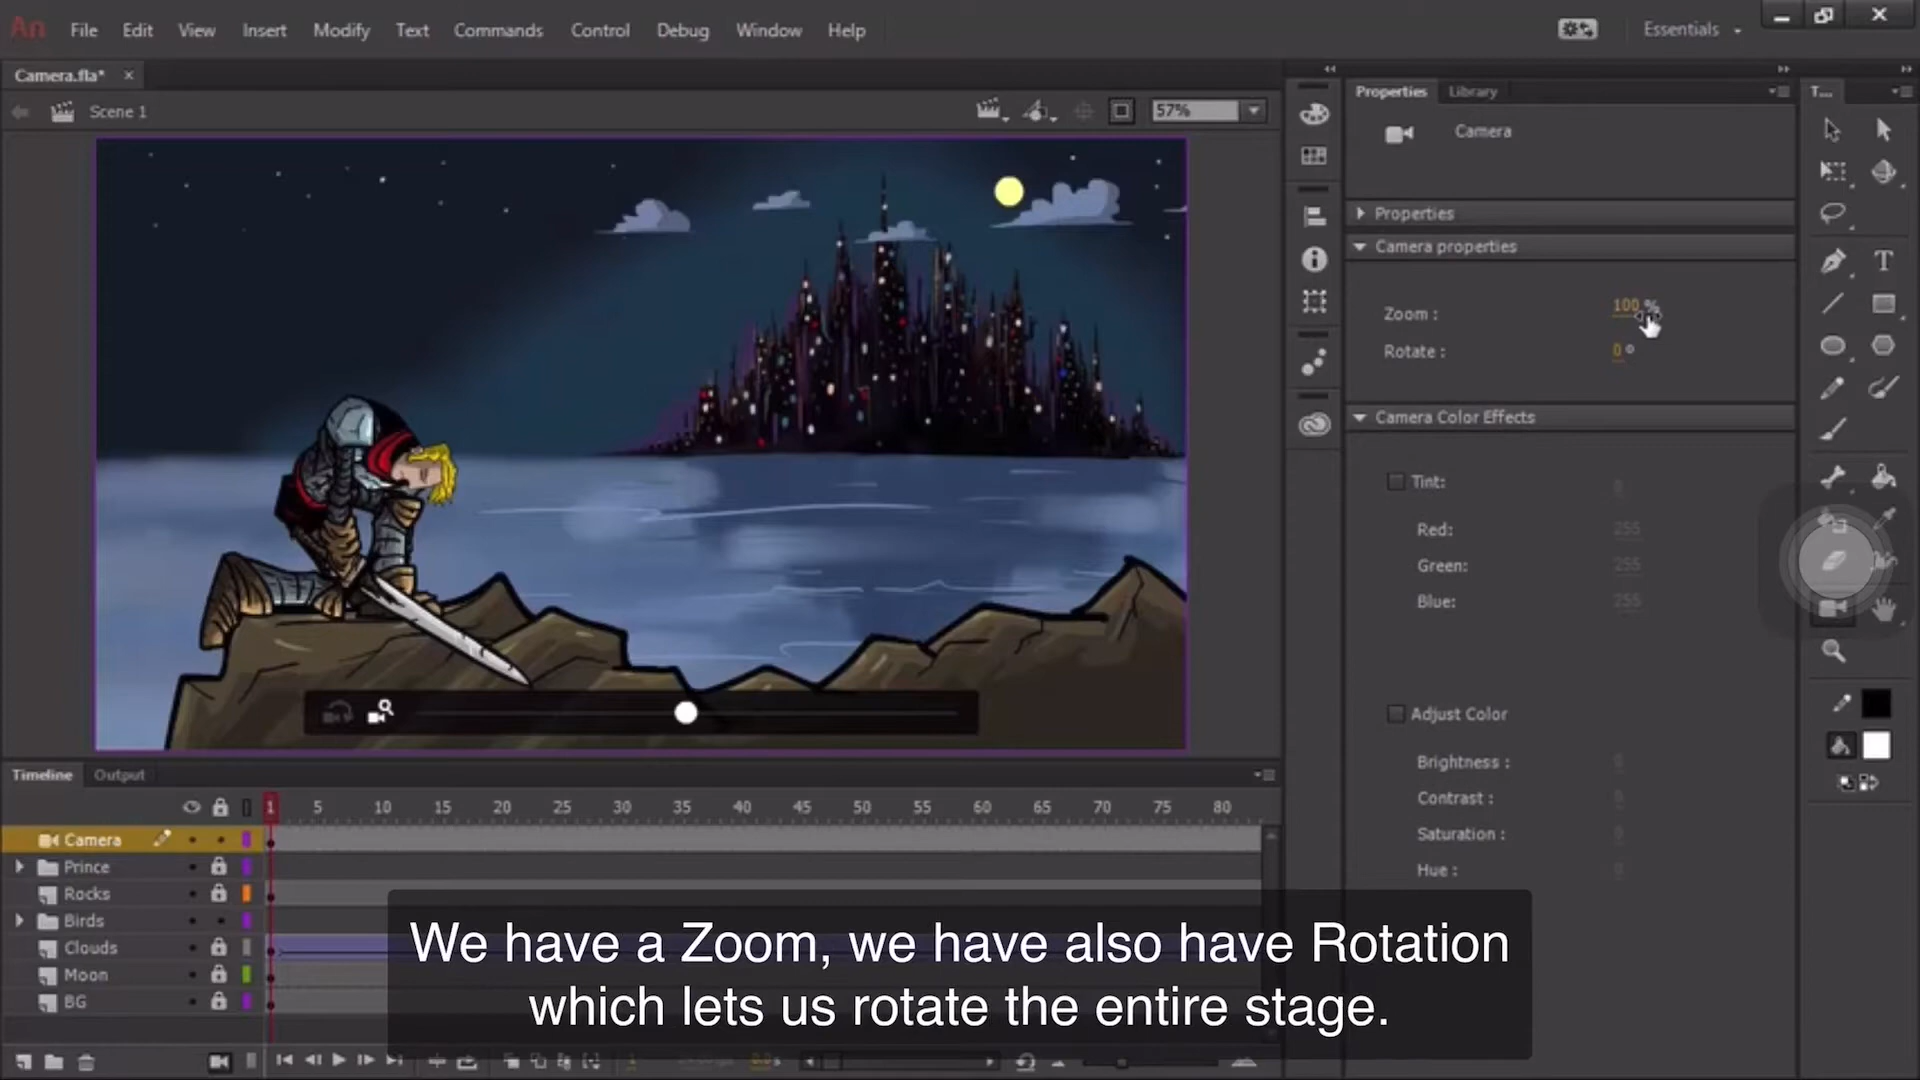 An File Edit View Insert Modify Text Commands Control Debug Window Help Essentials
Camera.fla*
Scene 1
57%
Properties Library
T...
Camera
Properties
Camera properties
Zoom : 100 %
Rotate : 0 °
Camera Color Effects
Tint:
Red: 255
Green: 255
Blue: 255
Adjust Color
Brightness :
Contrast :
Saturation :
Hue :
Timeline Output
1 5 10 15 20 25 30 35 40 45 50 55 60 65 70 75 80
Camera
Prince
Rocks
Birds
Clouds
Moon
BG
We have a Zoom, we have also have Rotation
which lets us rotate the entire stage.